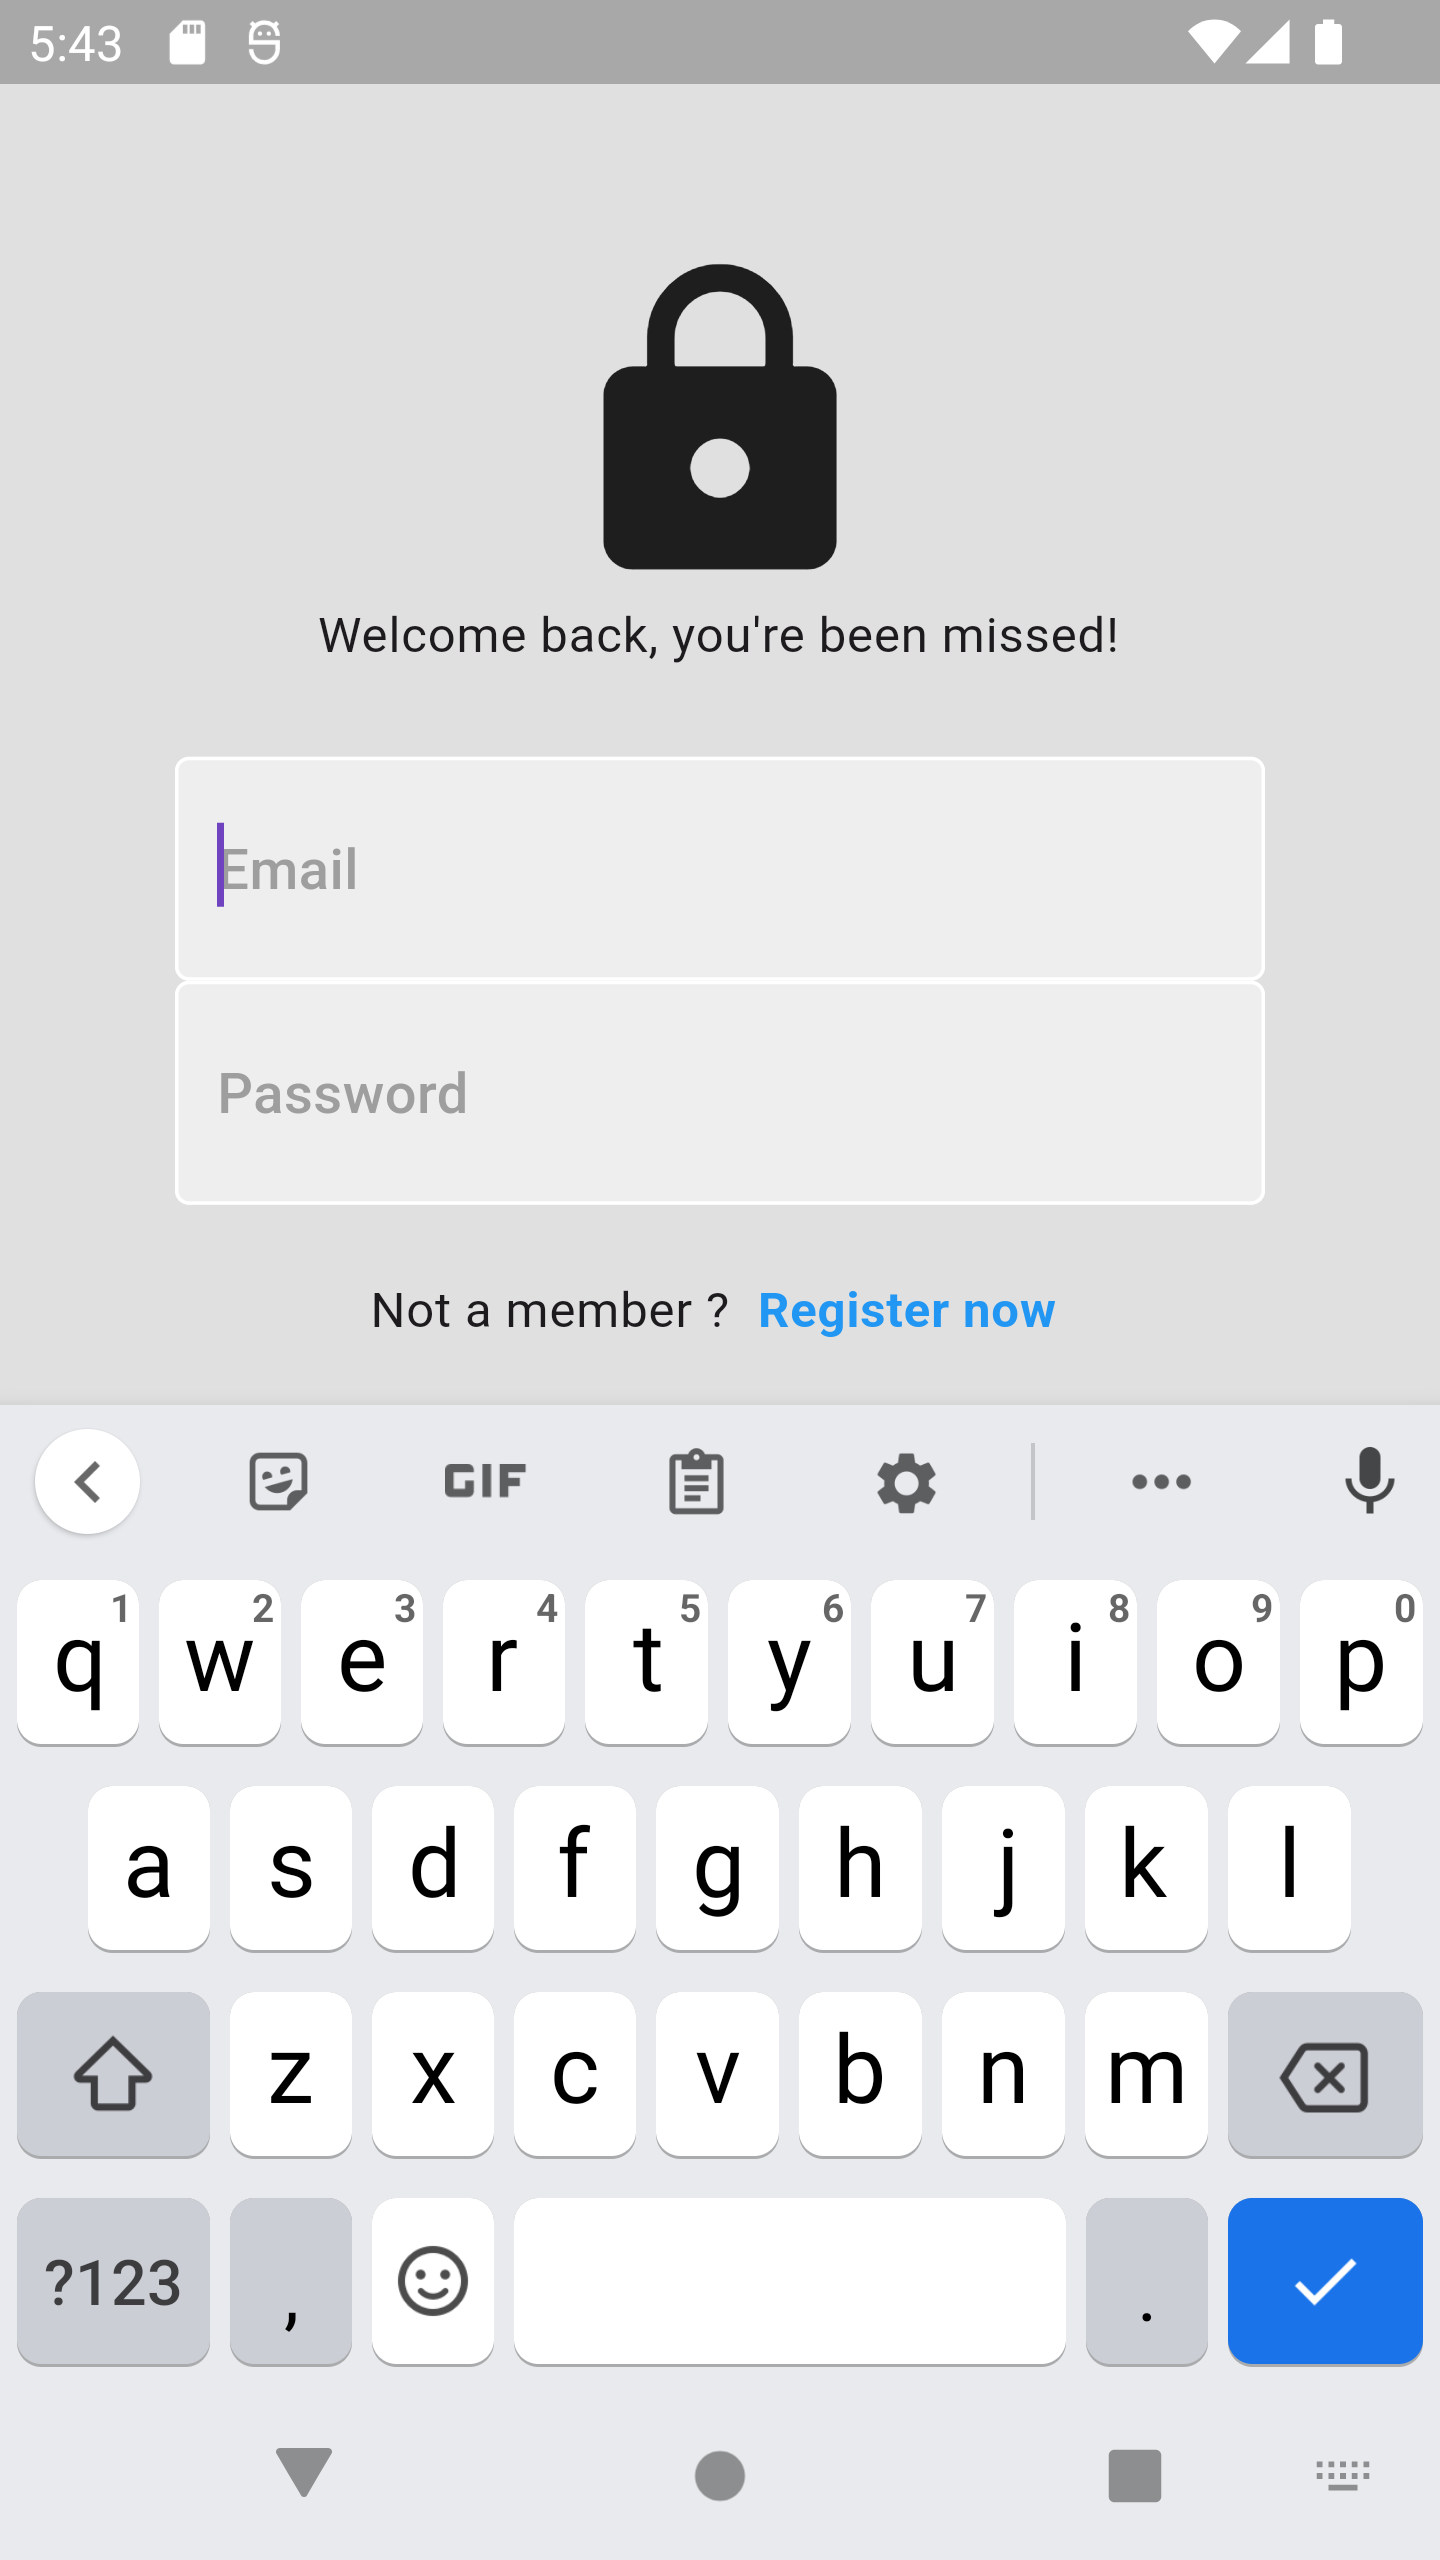 5:43
Welcome back, you're been missed!
Email
Password
Not a member ? Register now
GIF
q 1 w 2 e 3 r 4 t 5 y 6 u 7 i 8 o 9 p 0
a s d f g h j k l
z x c v b n m
?123 , .